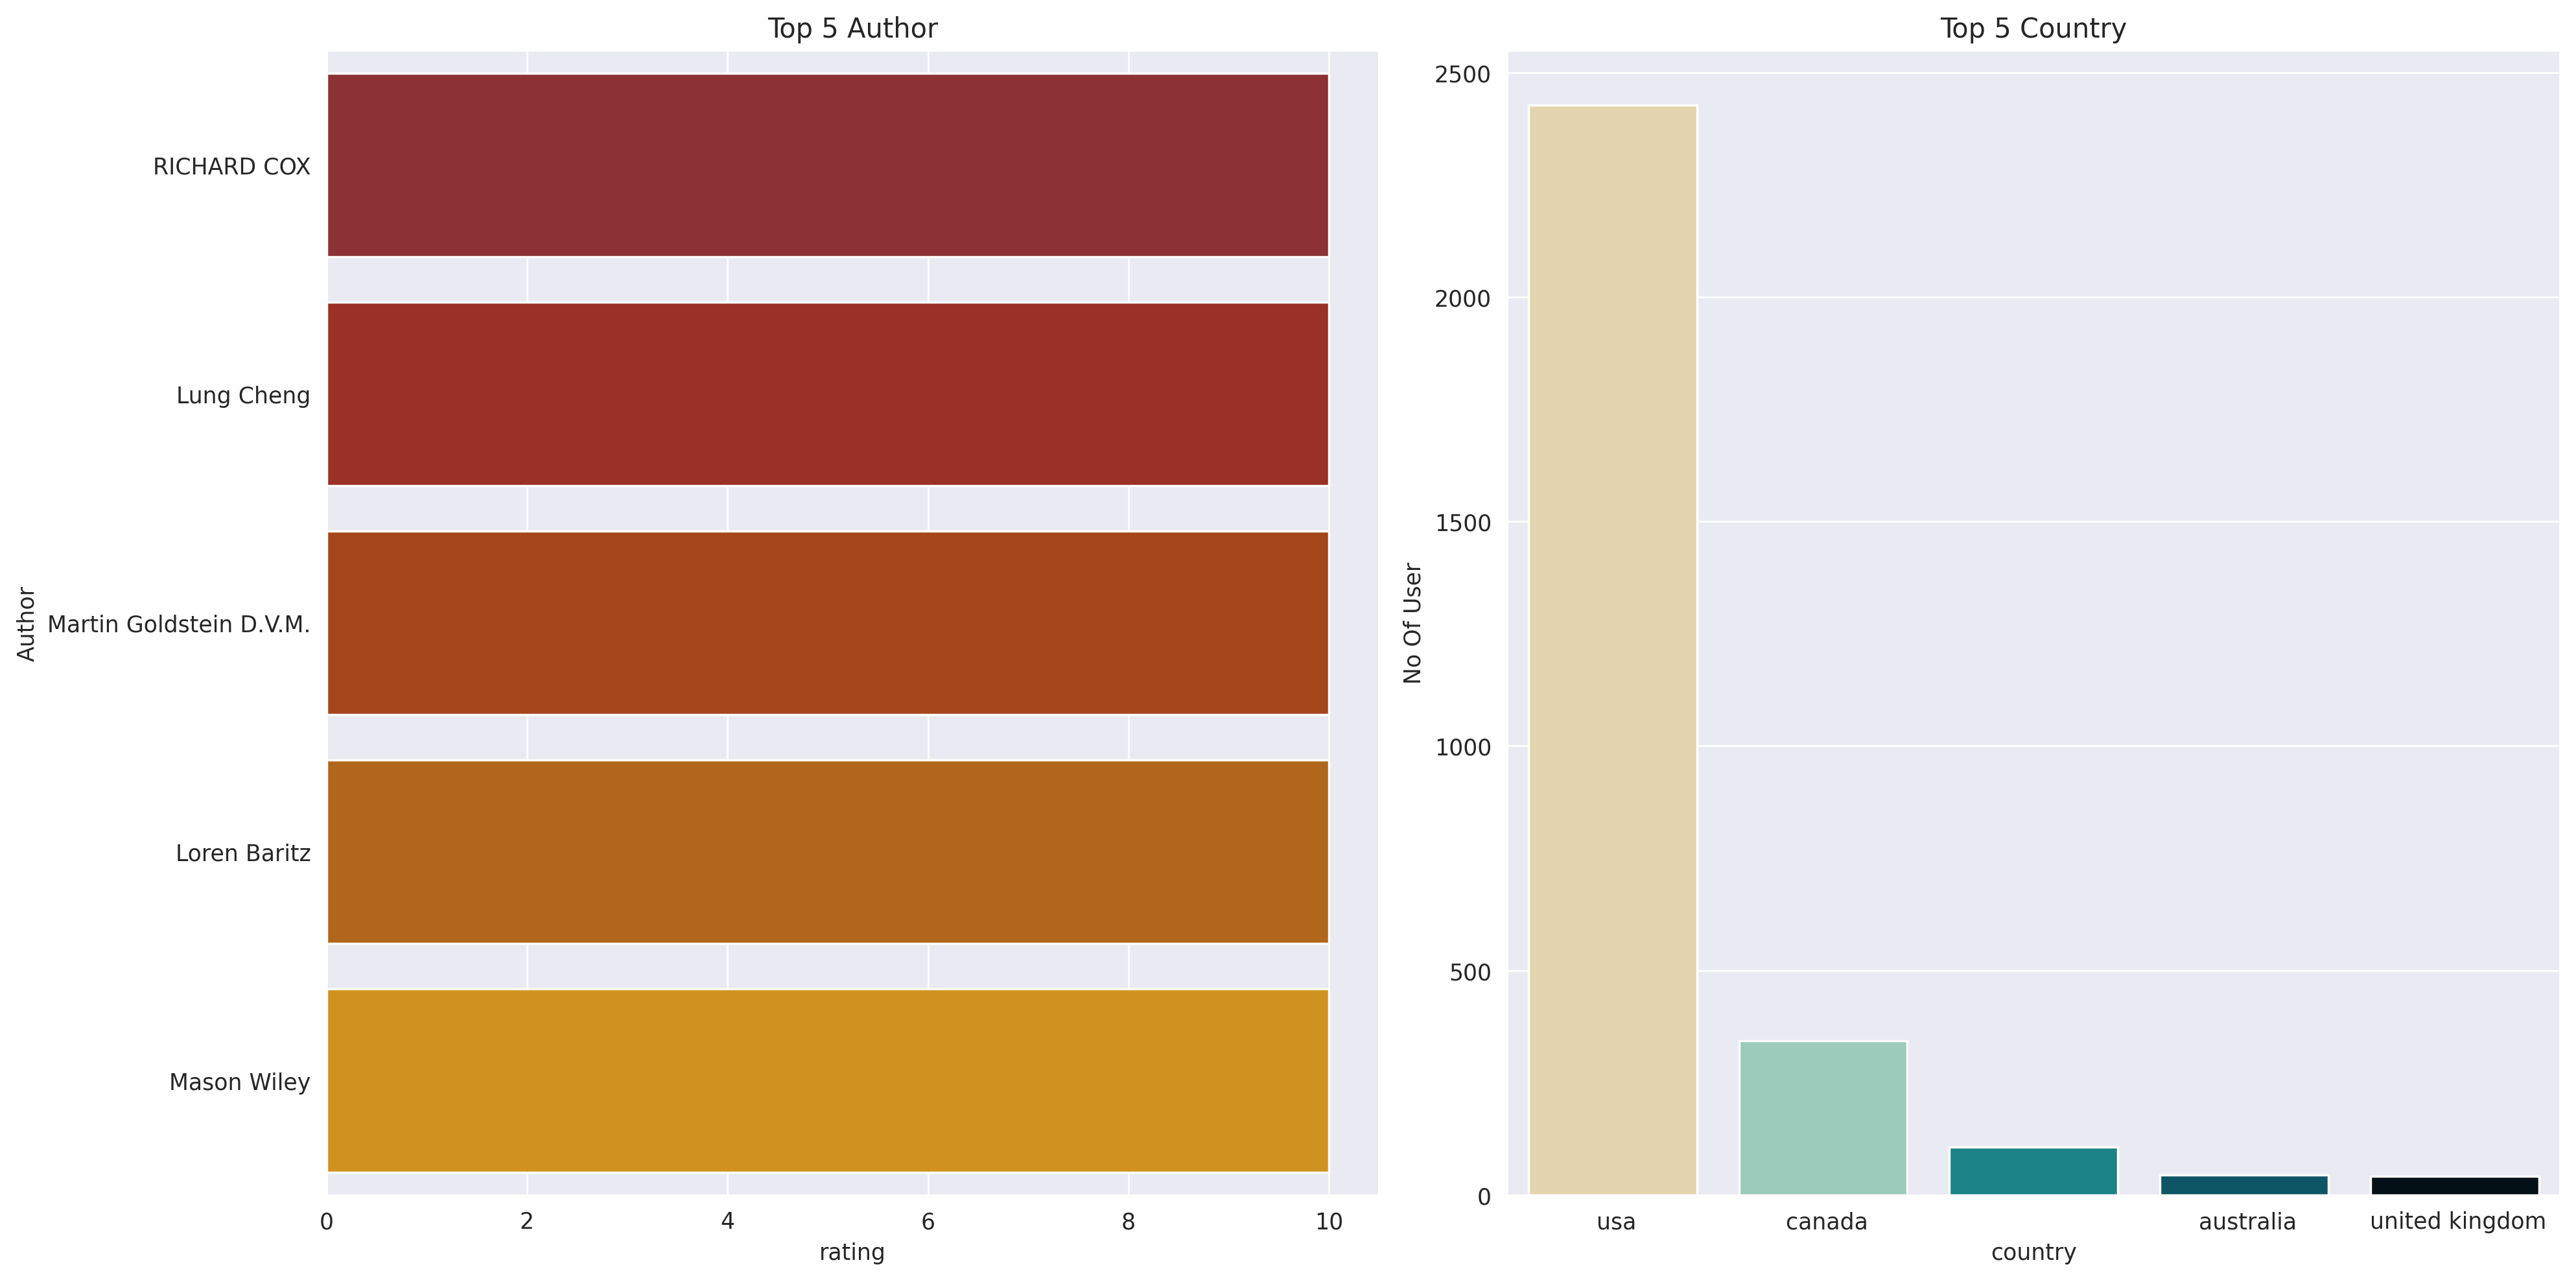 Top 5 Author
RICHARD COX
Lung Cheng
Martin Goldstein D.V.M.
Loren Baritz
Mason Wiley
Author
0 2 4 6 8 10
rating
Top 5 Country
2500
2000
1500
1000
500
0
No Of User
usa canada australia united kingdom
country